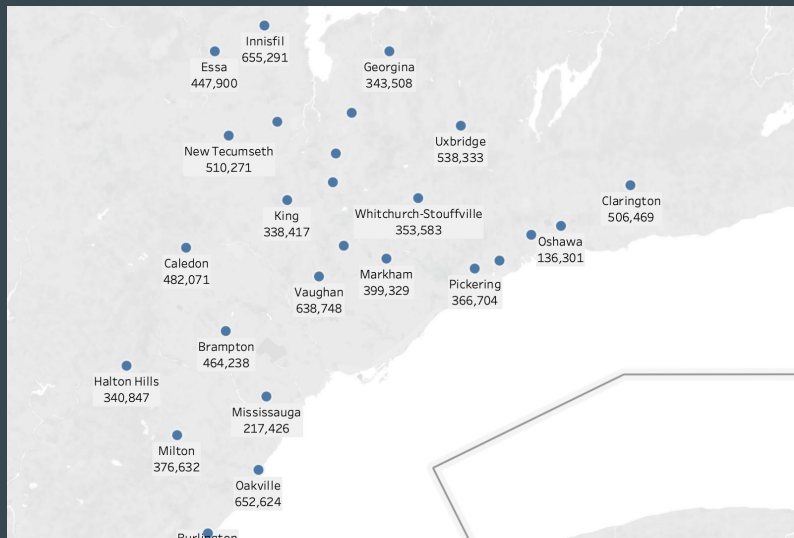 Innisfil
655,291
Essa
447,900
Georgina
343,508
Uxbridge
538,333
New Tecumseth
510,271
Clarington
506,469
King
338,417
Whitchurch-Stouffville
353,583
Oshawa
136,301
Caledon
482,071
Markham
399,329
Vaughan
638,748
Pickering
366,704
Brampton
464,238
Halton Hills
340,847
Mississauga
217,426
Milton
376,632
Oakville
652,624
Burlington